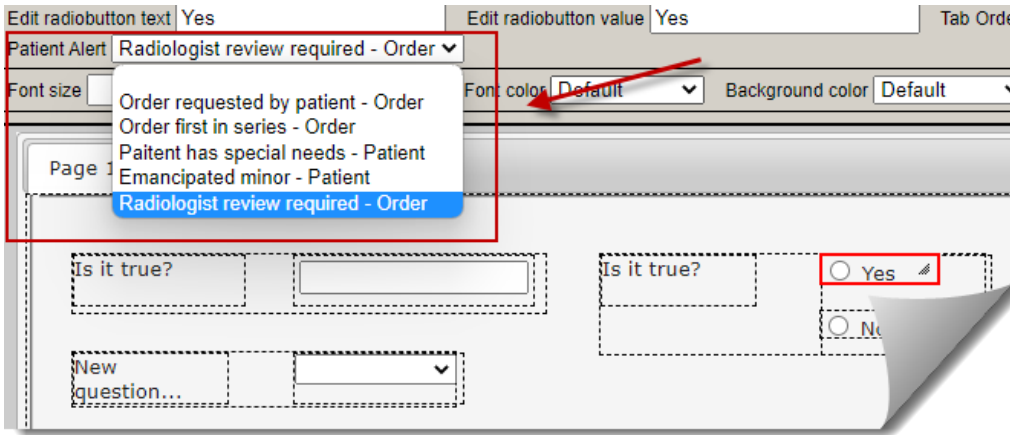 Edit radiobutton text Yes Edit radiobutton value Yes Tab Orde
Patient Alert Radiologist review required - Order
Font size Font color Default Background color Default
Order requested by patient - Order
Order first in series - Order
Paitent has special needs - Patient
Emancipated minor - Patient
Radiologist review required - Order
Page 1
Is it true? Is it true? Yes
No
New
question...